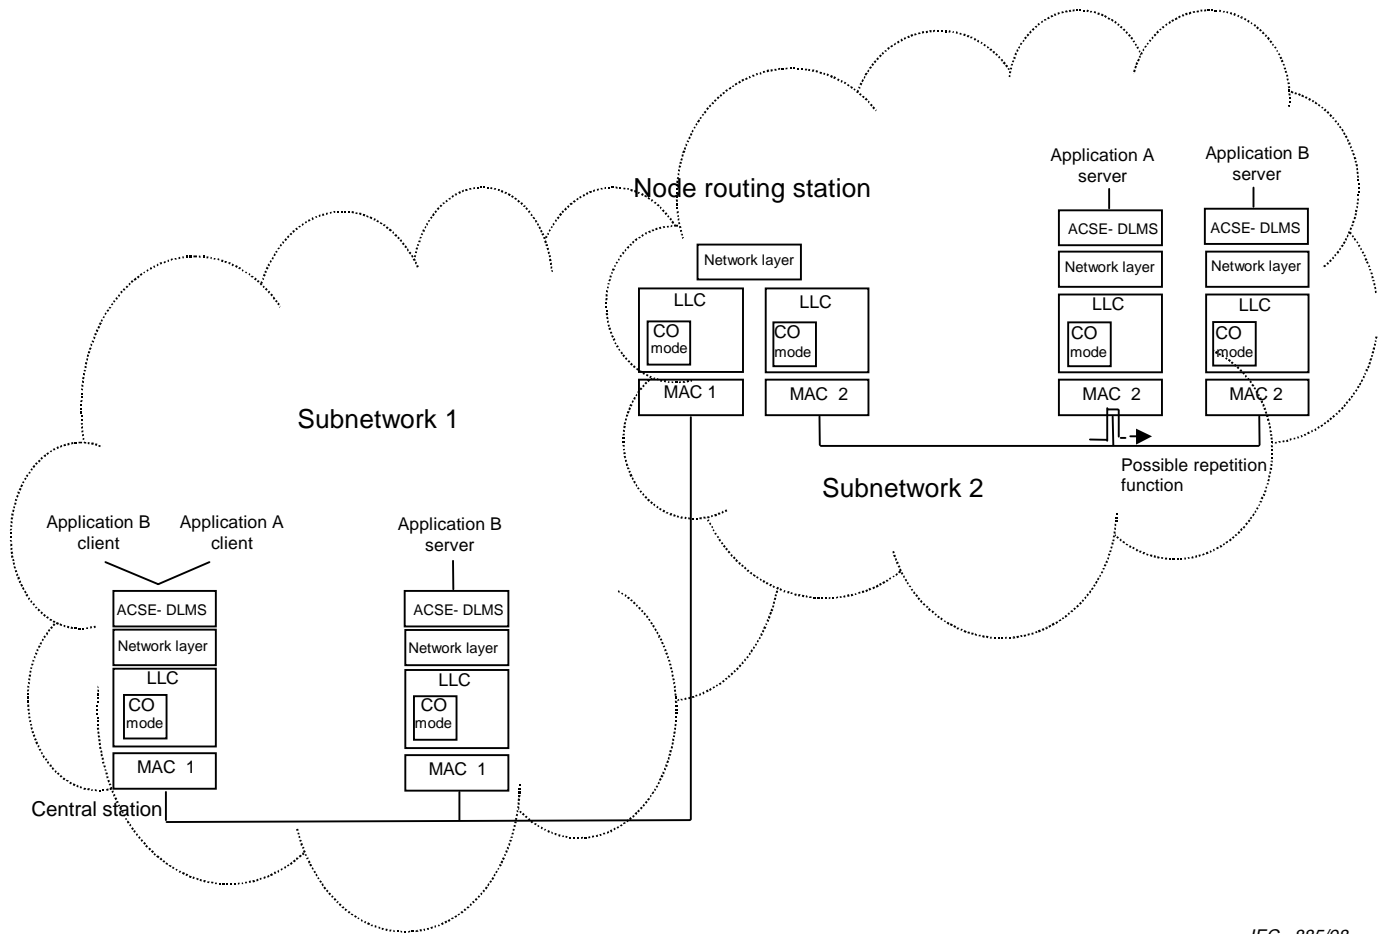 Application A
server
Application B
server
Node routing station
ACSE- DLMS
ACSE- DLMS
Network layer
Network layer
Network layer
LLC
CO
mode
LLC
CO
mode
LLC
CO
mode
LLC
CO
mode
MAC 1
MAC 2
MAC 2
MAC 2
Possible repetition
function
Subnetwork 1
Subnetwork 2
Application B
client
Application A
client
Application B
server
ACSE- DLMS
ACSE- DLMS
Network layer
Network layer
LLC
CO
mode
LLC
CO
mode
MAC 1
MAC 1
Central station
IEC 885/08